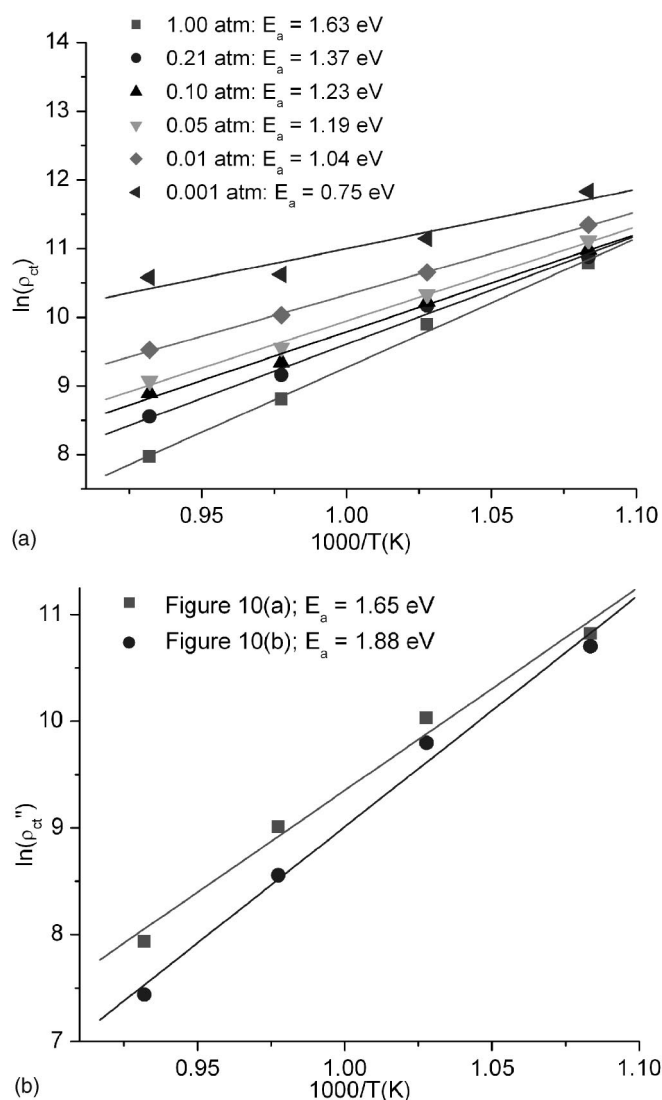 1.00 atm: Eₐ = 1.63 eV
0.21 atm: Eₐ = 1.37 eV
0.10 atm: Eₐ = 1.23 eV
0.05 atm: Eₐ = 1.19 eV
0.01 atm: Eₐ = 1.04 eV
0.001 atm: Eₐ = 0.75 eV
14
13
12
11
10
9
8
ln(ρct)
0.95 1.00 1.05 1.10
1000/T(K)
(a)
Figure 10(a); Eₐ = 1.65 eV
Figure 10(b); Eₐ = 1.88 eV
11
10
9
8
7
ln(ρct'')
0.95 1.00 1.05 1.10
1000/T(K)
(b)